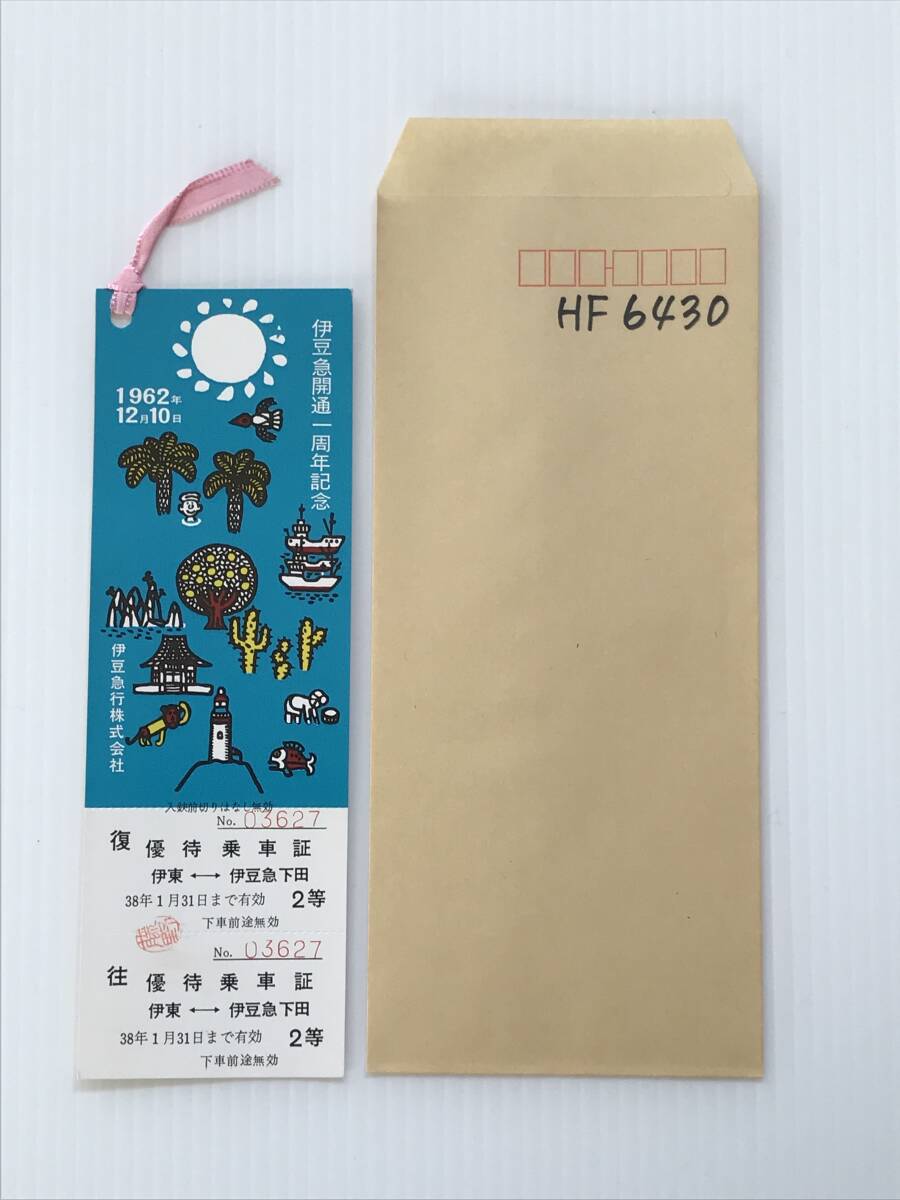 伊豆急開通一周年記念
1962年
12月10日
伊豆急行株式会社
入鋏前切りはなし無効
No. 03627
復 優待乗車証
伊東 ⟷ 伊豆急下田
38年1月31日まで有効 2等
下車前途無効
No. 03627
往 優待乗車証
伊東 ⟷ 伊豆急下田
38年1月31日まで有効 2等
下車前途無効
HF 6430